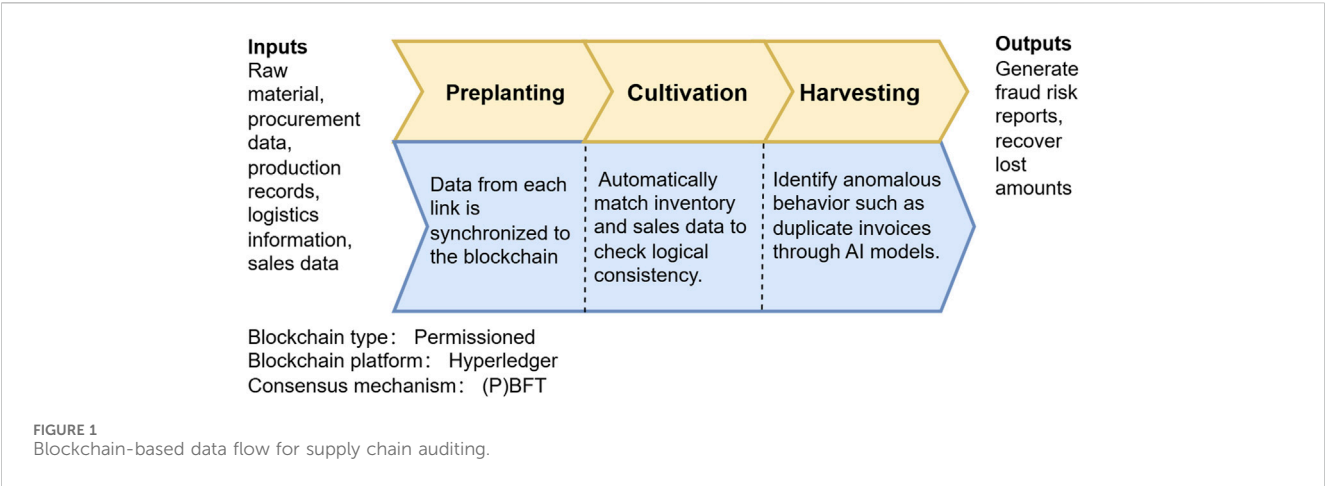 Inputs
Raw
material,
procurement
data,
production
records,
logistics
information,
sales data
Preplanting
Cultivation
Harvesting
Data from each
link is
synchronized to
the blockchain
Automatically
match inventory
and sales data to
check logical
consistency.
Identify anomalous
behavior such as
duplicate invoices
through AI models.
Outputs
Generate
fraud risk
reports,
recover
lost
amounts
Blockchain type： Permissioned
Blockchain platform： Hyperledger
Consensus mechanism： (P)BFT
FIGURE 1
Blockchain-based data flow for supply chain auditing.